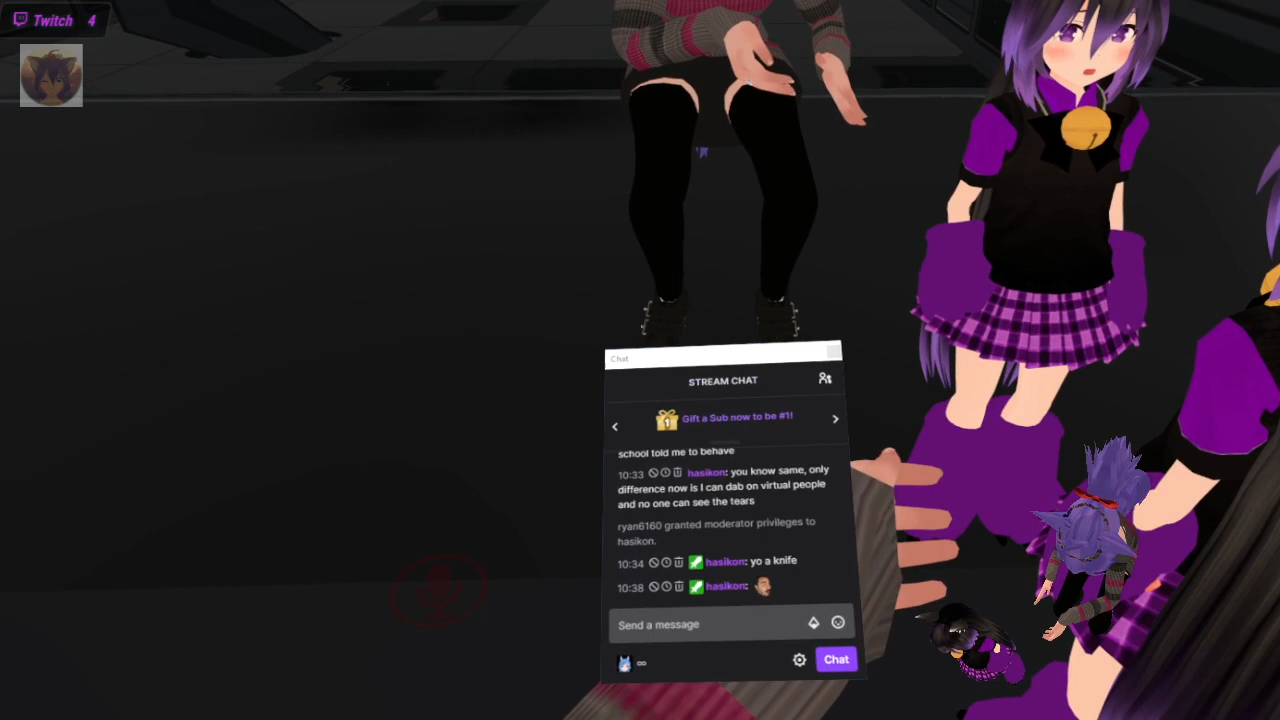 Twitch 4
Chat
STREAM CHAT
1
Gift a Sub now to be #1!
school told me to behave
10:33 hasikon: you know same, only
difference now is I can dab on virtual people
and no one can see the tears
ryan6160 granted moderator privileges to
hasikon.
10:34 hasikon: yo a knife
10:38 hasikon:
Send a message
Chat